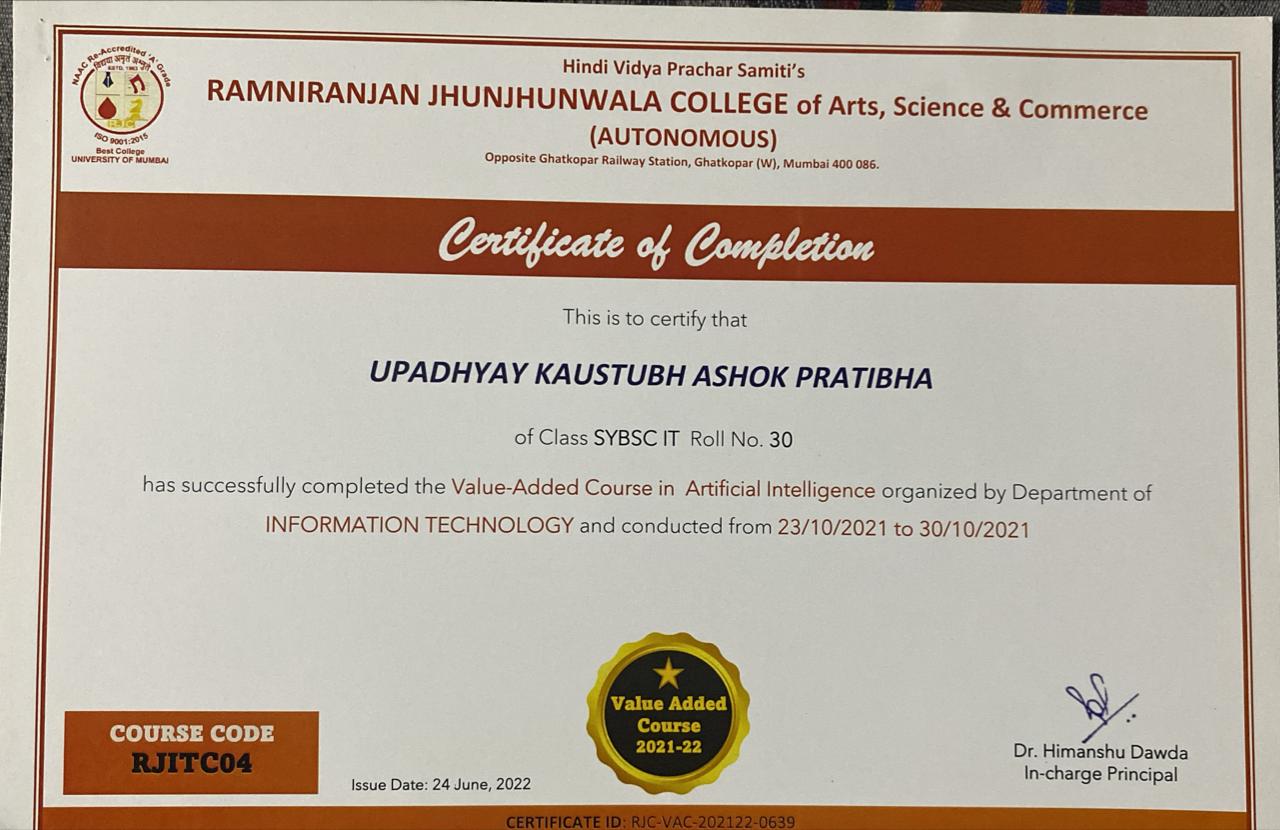 NAAC Re-Accredited 'A' Grade
विद्यया अमृतं अश्नुते
ESTD. 1963
RJC
ISO 9001:2015
Best College
UNIVERSITY OF MUMBAI
Hindi Vidya Prachar Samiti's
RAMNIRANJAN JHUNJHUNWALA COLLEGE of Arts, Science & Commerce
(AUTONOMOUS)
Opposite Ghatkopar Railway Station, Ghatkopar (W), Mumbai 400 086.
Certificate of Completion
This is to certify that
UPADHYAY KAUSTUBH ASHOK PRATIBHA
of Class SYBSC IT Roll No. 30
has successfully completed the Value-Added Course in Artificial Intelligence organized by Department of
INFORMATION TECHNOLOGY and conducted from 23/10/2021 to 30/10/2021
Value Added
Course
2021-22
COURSE CODE
RJITC04
Issue Date: 24 June, 2022
Dr. Himanshu Dawda
In-charge Principal
CERTIFICATE ID: RJC-VAC-202122-0639